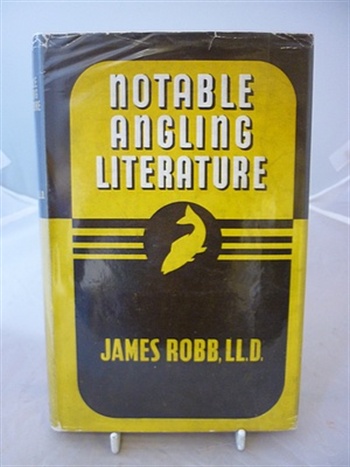 NOTABLE
ANGLING
LITERATURE
JAMES ROBB, LL.D.